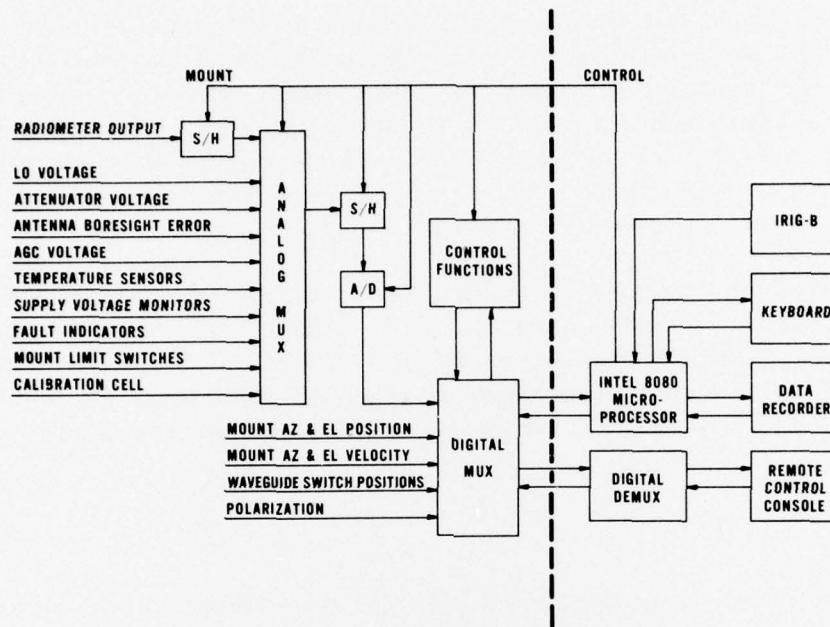 MOUNT
CONTROL
RADIOMETER OUTPUT
S/H
LO VOLTAGE
ATTENUATOR VOLTAGE
ANTENNA BORESIGHT ERROR
AGC VOLTAGE
TEMPERATURE SENSORS
SUPPLY VOLTAGE MONITORS
FAULT INDICATORS
MOUNT LIMIT SWITCHES
CALIBRATION CELL
ANALOG MUX
S/H
A/D
CONTROL
FUNCTIONS
MOUNT AZ & EL POSITION
MOUNT AZ & EL VELOCITY
WAVEGUIDE SWITCH POSITIONS
POLARIZATION
DIGITAL
MUX
IRIG-B
KEYBOARD
INTEL 8080
MICRO-
PROCESSOR
DATA
RECORDER
DIGITAL
DEMUX
REMOTE
CONTROL
CONSOLE